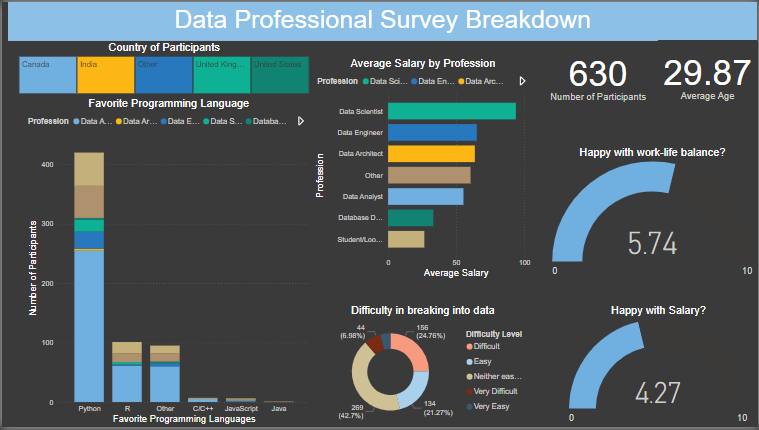 Data Professional Survey Breakdown
Country of Participants
Canada
India
Other
United King...
United States
Favorite Programming Language
Profession Data A... Data Ar... Data E... Data S... Databa...
Number of Participants
400
300
200
100
0
Python R Other C/C++ JavaScript Java
Favorite Programming Languages
Average Salary by Profession
Profession Data Sci... Data En... Data Arc...
Profession
Data Scientist
Data Engineer
Data Architect
Other
Data Analyst
Database D...
Student/Loo...
0 50 100
Average Salary
630
Number of Participants
29.87
Average Age
Happy with work-life balance?
5.74
0 10
Difficulty in breaking into data
44
(6.98%)
156
(24.76%)
134
(21.27%)
269
(42.7%)
Difficulty Level
Difficult
Easy
Neither eas...
Very Difficult
Very Easy
Happy with Salary?
4.27
0 10